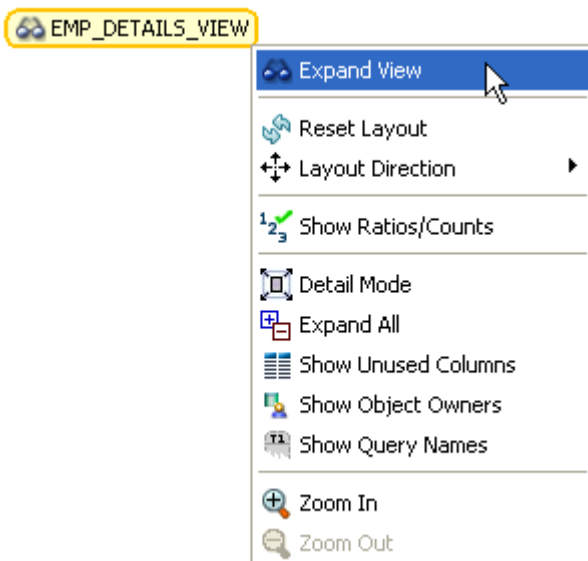 EMP_DETAILS_VIEW
Expand View
Reset Layout
Layout Direction
Show Ratios/Counts
Detail Mode
Expand All
Show Unused Columns
Show Object Owners
Show Query Names
Zoom In
Zoom Out